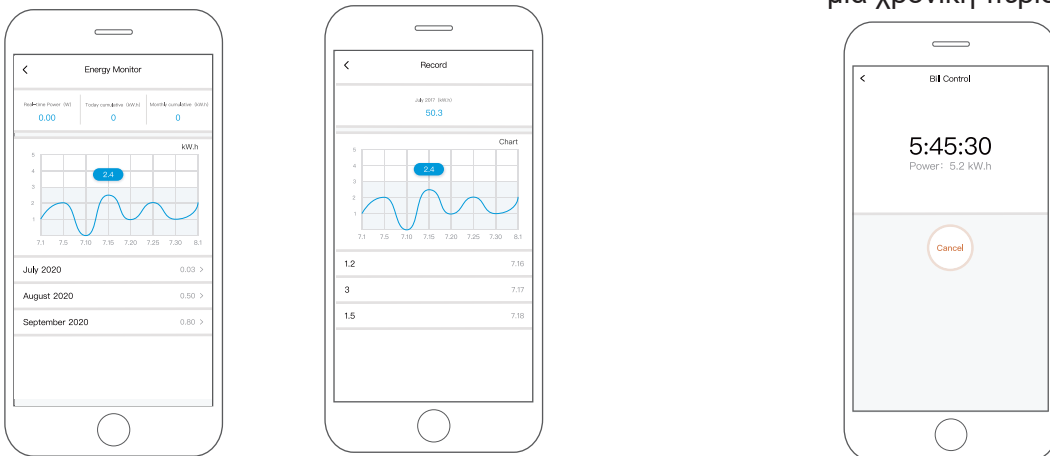 μια χρονική περίο
Energy Monitor
Real-time Power (W) Today cumulative (kW.h) Monthly cumulative (kW.h)
0.00 0 0
kW.h
5
4
3
2
1
2.4
7.1 7.5 7.10 7.15 7.20 7.25 7.30 8.1
July 2020 0.03 >
August 2020 0.50 >
September 2020 0.80 >
Record
July 2017 (kW.h)
50.3
Chart
5
4
3
2
1
2.4
7.1 7.5 7.10 7.15 7.20 7.25 7.30 8.1
1.2 7.16
3 7.17
1.5 7.18
Bill Control
5:45:30
Power: 5.2 kW.h
Cancel